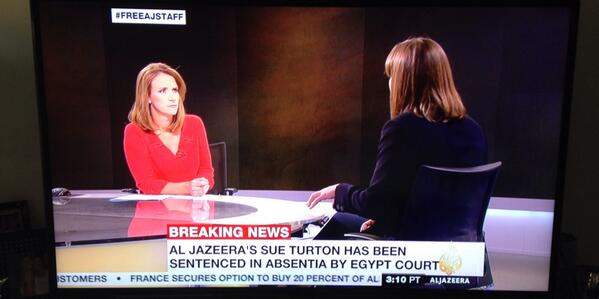 #FREEAJSTAFF
BREAKING NEWS
AL JAZEERA'S SUE TURTON HAS BEEN
SENTENCED IN ABSENTIA BY EGYPT COURT
STOMERS • FRANCE SECURES OPTION TO BUY 20 PERCENT OF AL
3:10 PT
ALJAZEERA